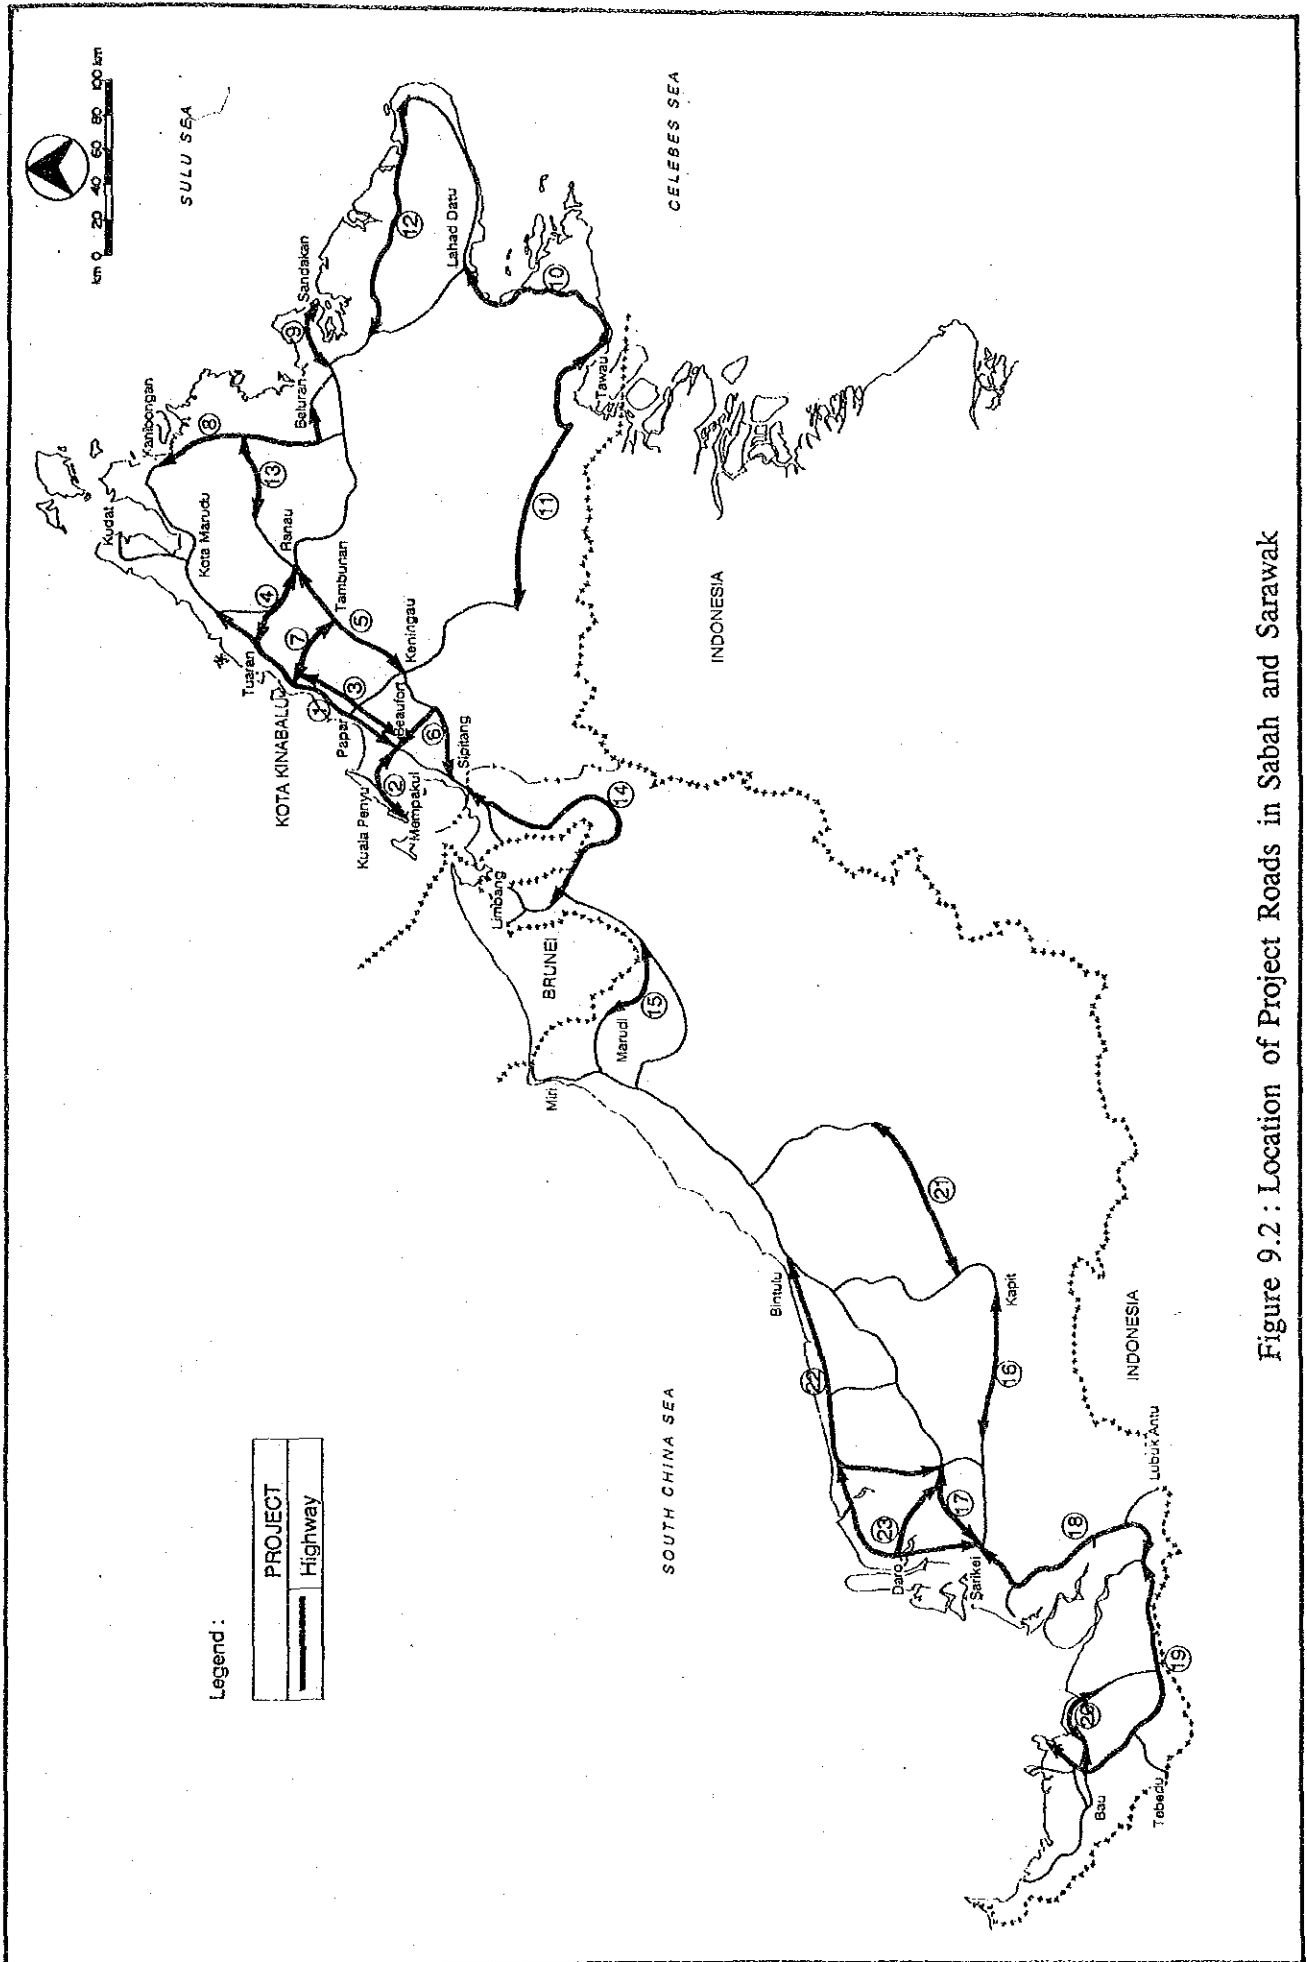 km 0 20 40 60 80 100 km
SULU SEA
CELEBES SEA
SOUTH CHINA SEA
Legend :
PROJECT
Highway
Kudat
Kanibongan
Kota Marudu
8
13
Beluran
9
Sandakan
12
Lahad Datu
10
Tawau
11
Ranau
4
Tuaran
7
Tambunan
5
Keningau
KOTA KINABALU
1
3
Papar
Beaufort
6
Sipitang
Kuala Penyu
2
Mempakul
14
Limbang
BRUNEI
15
Marudi
Miri
INDONESIA
21
Bintulu
22
Kapit
16
17
23
Daro
Sarikei
18
Lubuk Antu
INDONESIA
19
20
Bau
Tebedu
Figure 9.2 : Location of Project Roads in Sabah and Sarawak